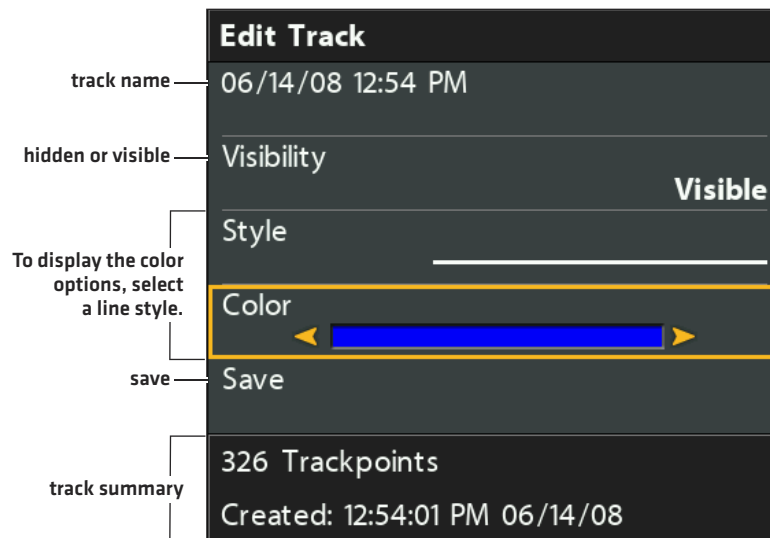 Edit Track
track name
06/14/08 12:54 PM
hidden or visible
Visibility
Visible
To display the color
options, select
a line style.
Style
Color
save
Save
track summary
326 Trackpoints
Created: 12:54:01 PM 06/14/08